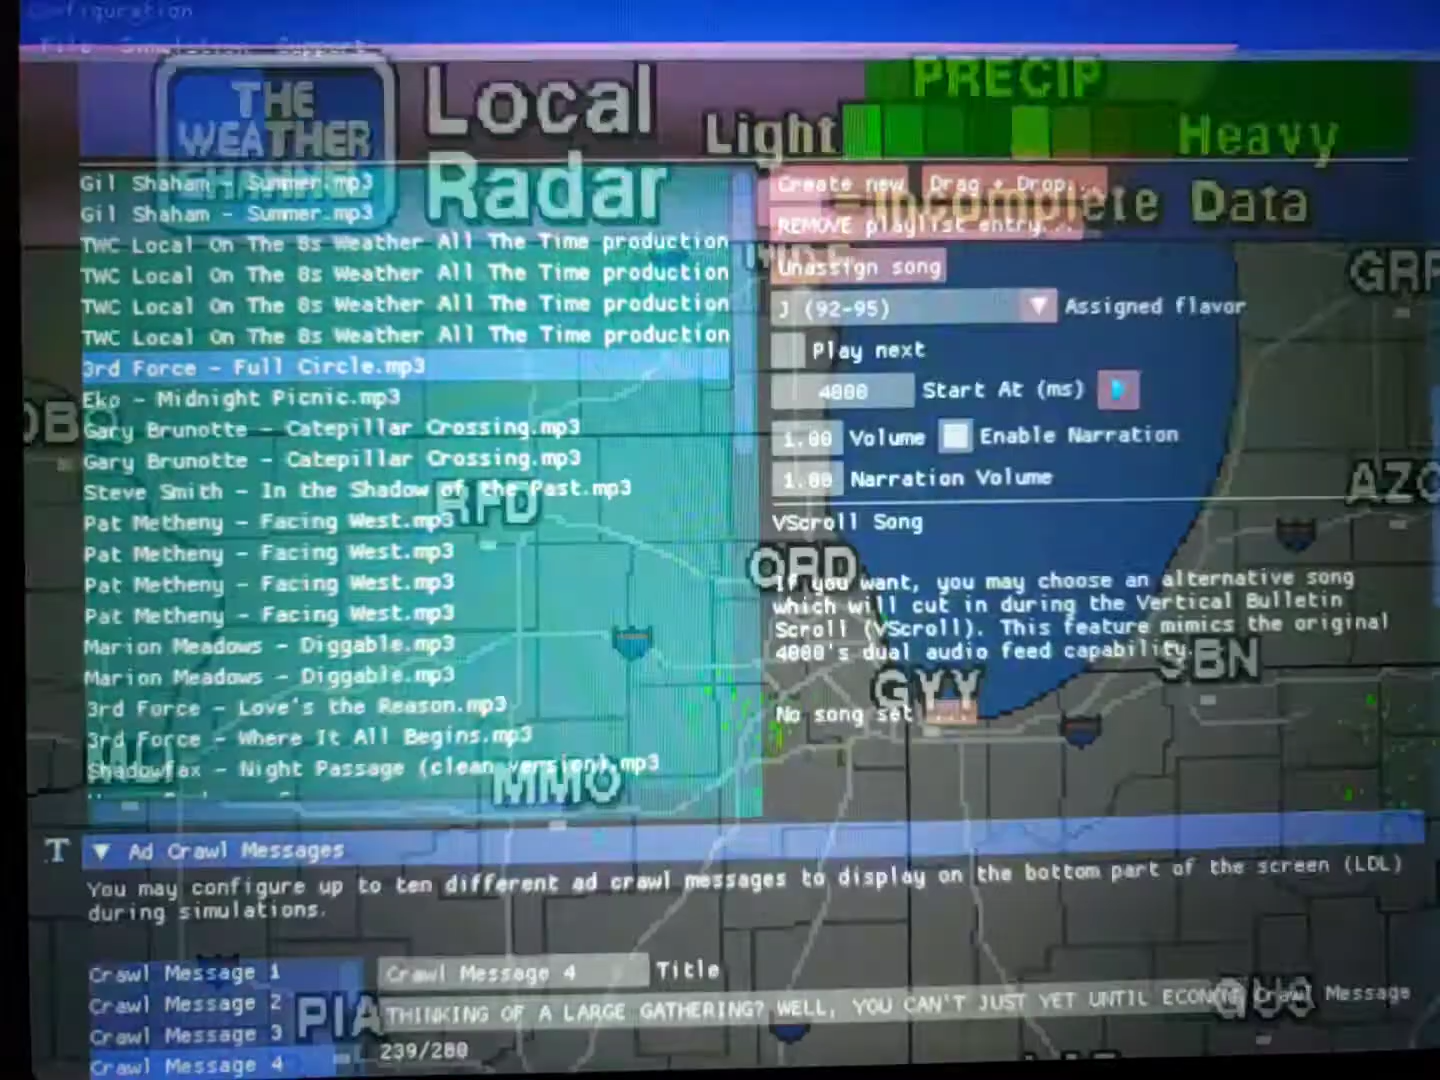 Configuration
File Simulation Support
THE
WEATHER
CHANNEL
Local
Radar
PRECIP
Light
Heavy
=Incomplete Data
Gil Shaham - Summer.mp3
Gil Shaham - Summer.mp3
TWC Local On The 8s Weather All The Time production
TWC Local On The 8s Weather All The Time production
TWC Local On The 8s Weather All The Time production
TWC Local On The 8s Weather All The Time production
3rd Force - Full Circle.mp3
Eko - Midnight Picnic.mp3
Gary Brunotte - Catepillar Crossing.mp3
Gary Brunotte - Catepillar Crossing.mp3
Steve Smith - In the Shadow of the Past.mp3
Pat Metheny - Facing West.mp3
Pat Metheny - Facing West.mp3
Pat Metheny - Facing West.mp3
Pat Metheny - Facing West.mp3
Marion Meadows - Diggable.mp3
Marion Meadows - Diggable.mp3
3rd Force - Love's the Reason.mp3
3rd Force - Where It All Begins.mp3
Shadowfax - Night Passage (clean version).mp3
Create new Drag + Drop...
REMOVE playlist entry...
Unassign song
J (92-95) Assigned flavor
Play next
4000 Start At (ms)
1.00 Volume Enable Narration
1.00 Narration Volume
VScroll Song
If you want, you may choose an alternative song
which will cut in during the Vertical Bulletin
Scroll (VScroll). This feature mimics the original
4000's dual audio feed capability.
No song set ...
GRR
AZO
RFD
ORD
SBN
GYY
MMO
PIA
Ad Crawl Messages
You may configure up to ten different ad crawl messages to display on the bottom part of the screen (LDL)
during simulations.
Crawl Message 1
Crawl Message 2
Crawl Message 3
Crawl Message 4
Crawl Message 4 Title
THINKING OF A LARGE GATHERING? WELL, YOU CAN'T JUST YET UNTIL ECONOM Crawl Message
239/280